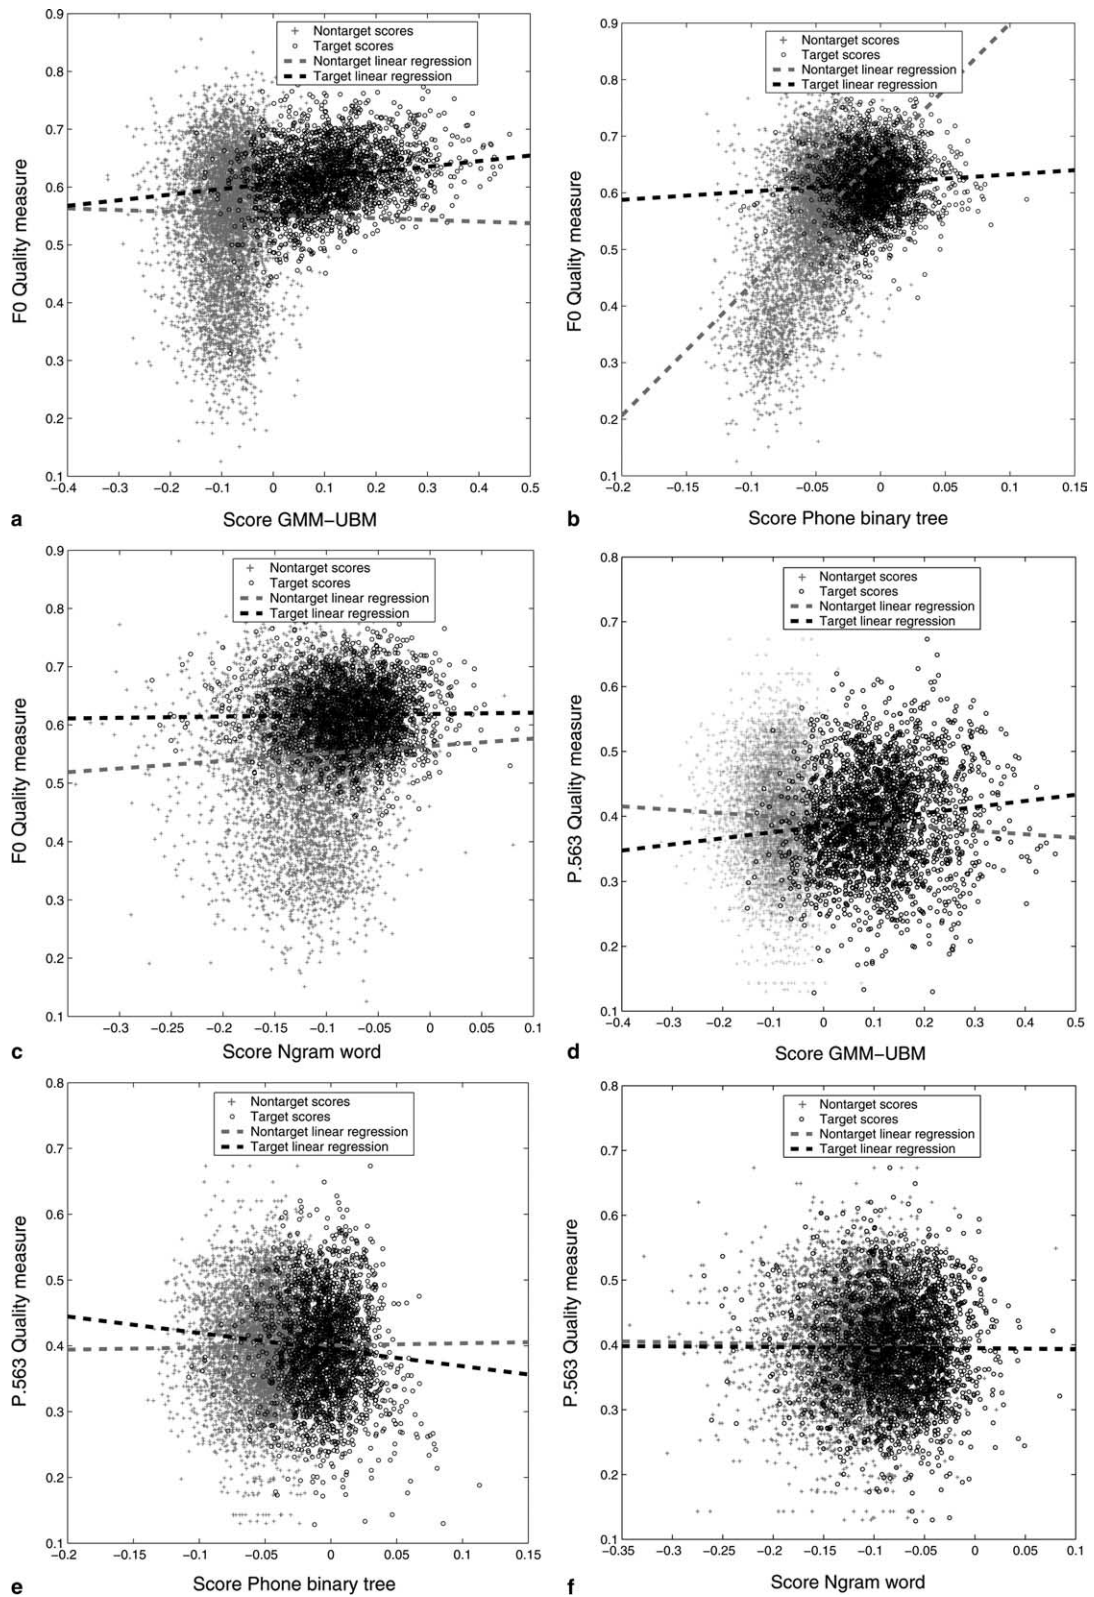 0.9
Nontarget scores
Target scores
Nontarget linear regression
Target linear regression
0.8
0.7
0.6
0.5
0.4
0.3
0.2
0.1
F0 Quality measure
−0.4 −0.3 −0.2 −0.1 0 0.1 0.2 0.3 0.4 0.5
a Score GMM−UBM
0.9
Nontarget scores
Target scores
Nontarget linear regression
Target linear regression
0.8
0.7
0.6
0.5
0.4
0.3
0.2
0.1
F0 Quality measure
−0.2 −0.15 −0.1 −0.05 0 0.05 0.1 0.15
b Score Phone binary tree
0.9
Nontarget scores
Target scores
Nontarget linear regression
Target linear regression
0.8
0.7
0.6
0.5
0.4
0.3
0.2
0.1
F0 Quality measure
−0.3 −0.25 −0.2 −0.15 −0.1 −0.05 0 0.05 0.1
c Score Ngram word
0.8
Nontarget scores
Target scores
Nontarget linear regression
Target linear regression
0.7
0.6
0.5
0.4
0.3
0.2
0.1
P.563 Quality measure
−0.4 −0.3 −0.2 −0.1 0 0.1 0.2 0.3 0.4 0.5
d Score GMM−UBM
0.8
Nontarget scores
Target scores
Nontarget linear regression
Target linear regression
0.7
0.6
0.5
0.4
0.3
0.2
0.1
P.563 Quality measure
−0.2 −0.15 −0.1 −0.05 0 0.05 0.1 0.15
e Score Phone binary tree
0.8
Nontarget scores
Target scores
Nontarget linear regression
Target linear regression
0.7
0.6
0.5
0.4
0.3
0.2
0.1
P.563 Quality measure
−0.35 −0.3 −0.25 −0.2 −0.15 −0.1 −0.05 0 0.05 0.1
f Score Ngram word